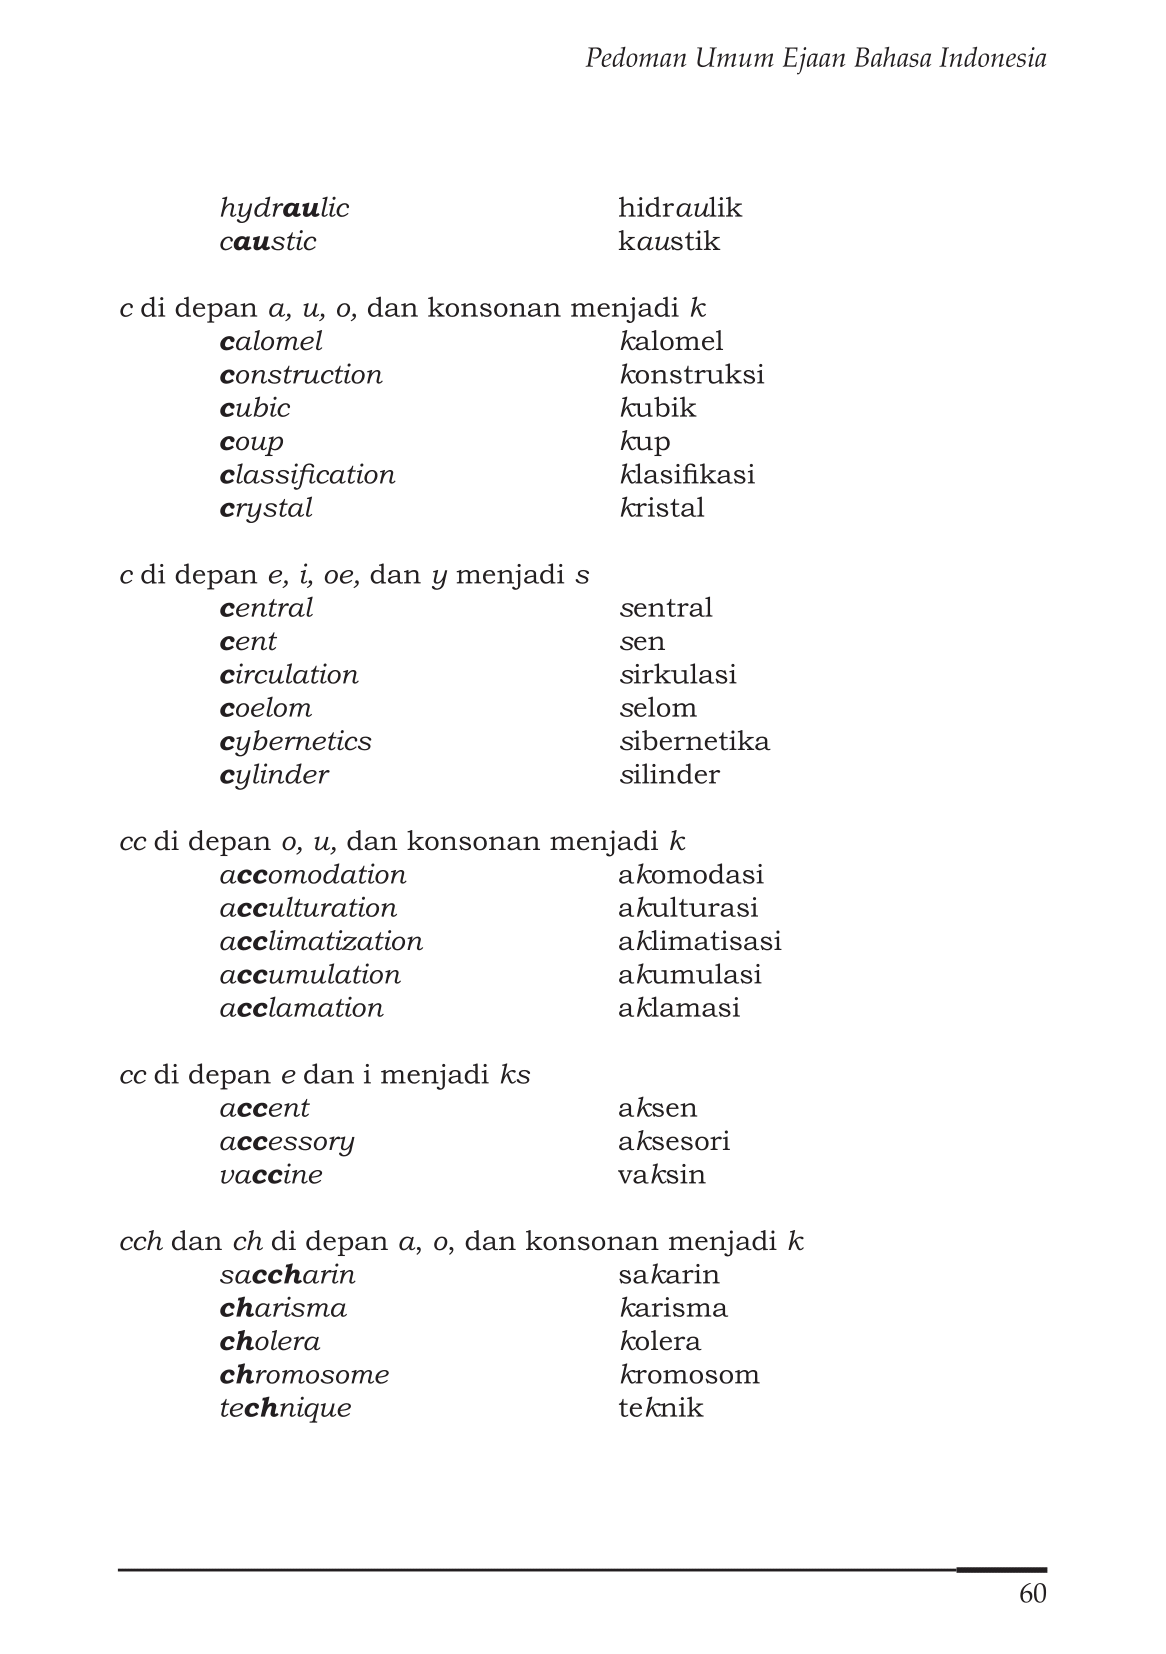 Pedoman Umum Ejaan Bahasa Indonesia
hydraulic hidraulik
caustic kaustik
c di depan a, u, o, dan konsonan menjadi k
calomel kalomel
construction konstruksi
cubic kubik
coup kup
classification klasifikasi
crystal kristal
c di depan e, i, oe, dan y menjadi s
central sentral
cent sen
circulation sirkulasi
coelom selom
cybernetics sibernetika
cylinder silinder
cc di depan o, u, dan konsonan menjadi k
accomodation akomodasi
acculturation akulturasi
acclimatization aklimatisasi
accumulation akumulasi
acclamation aklamasi
cc di depan e dan i menjadi ks
accent aksen
accessory aksesori
vaccine vaksin
cch dan ch di depan a, o, dan konsonan menjadi k
saccharin sakarin
charisma karisma
cholera kolera
chromosome kromosom
technique teknik
60